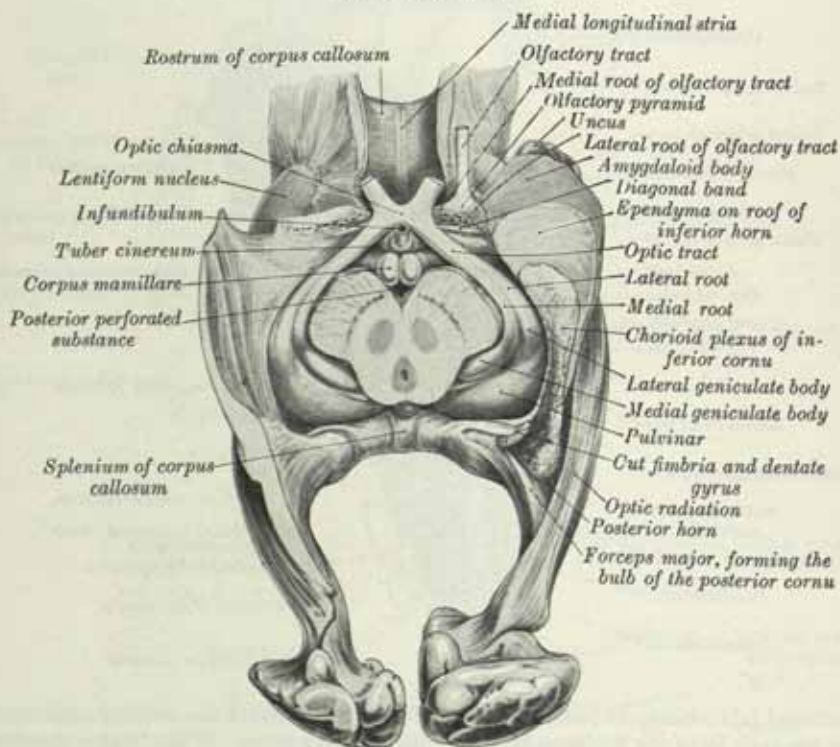 Medial longitudinal stria
Rostrum of corpus callosum
Olfactory tract
Medial root of olfactory tract
Olfactory pyramid
Uncus
Lateral root of olfactory tract
Amygdaloid body
Diagonal band
Ependyma on roof of
inferior horn
Optic tract
Lateral root
Medial root
Chorioid plexus of in-
ferior cornu
Lateral geniculate body
Medial geniculate body
Pulvinar
Cut fimbria and dentate
gyrus
Optic radiation
Posterior horn
Forceps major, forming the
bulb of the posterior cornu
Optic chiasma
Lentiform nucleus
Infundibulum
Tuber cinereum
Corpus mamillare
Posterior perforated
substance
Splenium of corpus
callosum